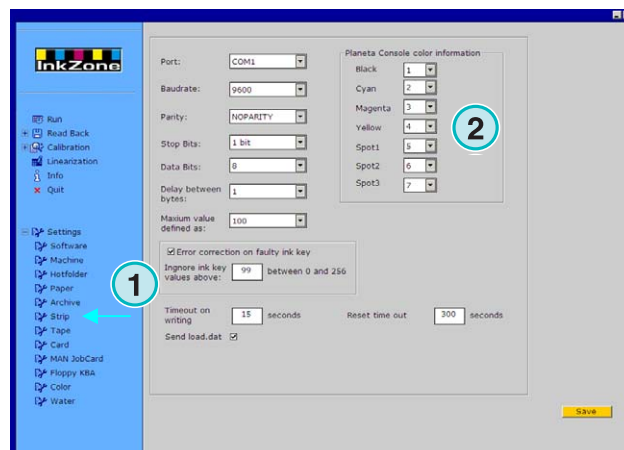 InkZone
Run
Read Back
Calibration
Linearization
Info
Quit
Settings
Software
Machine
Hotfolder
Paper
Archive
Strip
Tape
Card
MAN JobCard
Floppy KBA
Color
Water
1
Port: COM1
Baudrate: 9600
Parity: NOPARITY
Stop Bits: 1 bit
Data Bits: 8
Delay between bytes: 1
Maxium value defined as: 100
Error correction on faulty ink key
Ingnore ink key values above: 99 between 0 and 256
Timeout on writing 15 seconds
Reset time out 300 seconds
Send load.dat
Planeta Console color information
Black 1
Cyan 2
Magenta 3
Yellow 4
Spot1 5
Spot2 6
Spot3 7
2
Save